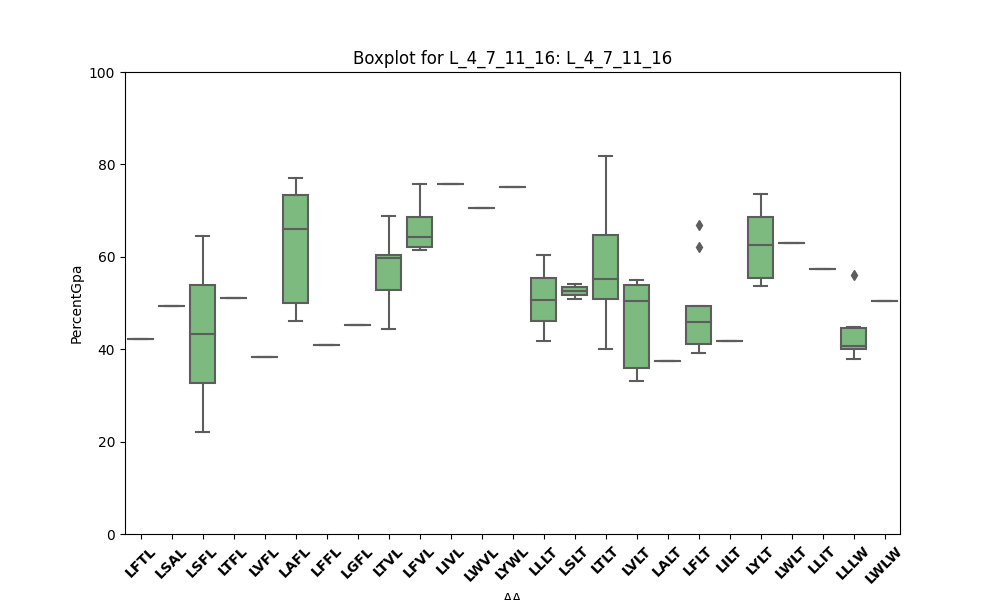 Boxplot for L_4_7_11_16: L_4_7_11_16
100
80
60
40
20
0
PercentGpa
LFTL LSAL LSFL LTFL LVFL LAFL LFFL LGFL LTVL LFVL LIVL LWVL LYWL LLLT LSLT LTLT LVLT LALT LFLT LILT LYLT LWLT LLIT LLLW LWLW
AA